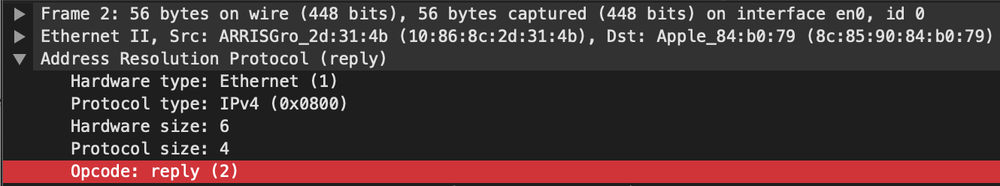 Frame 2: 56 bytes on wire (448 bits), 56 bytes captured (448 bits) on interface en0, id 0
Ethernet II, Src: ARRISGro_2d:31:4b (10:86:8c:2d:31:4b), Dst: Apple_84:b0:79 (8c:85:90:84:b0:79)
Address Resolution Protocol (reply)
Hardware type: Ethernet (1)
Protocol type: IPv4 (0x0800)
Hardware size: 6
Protocol size: 4
Opcode: reply (2)